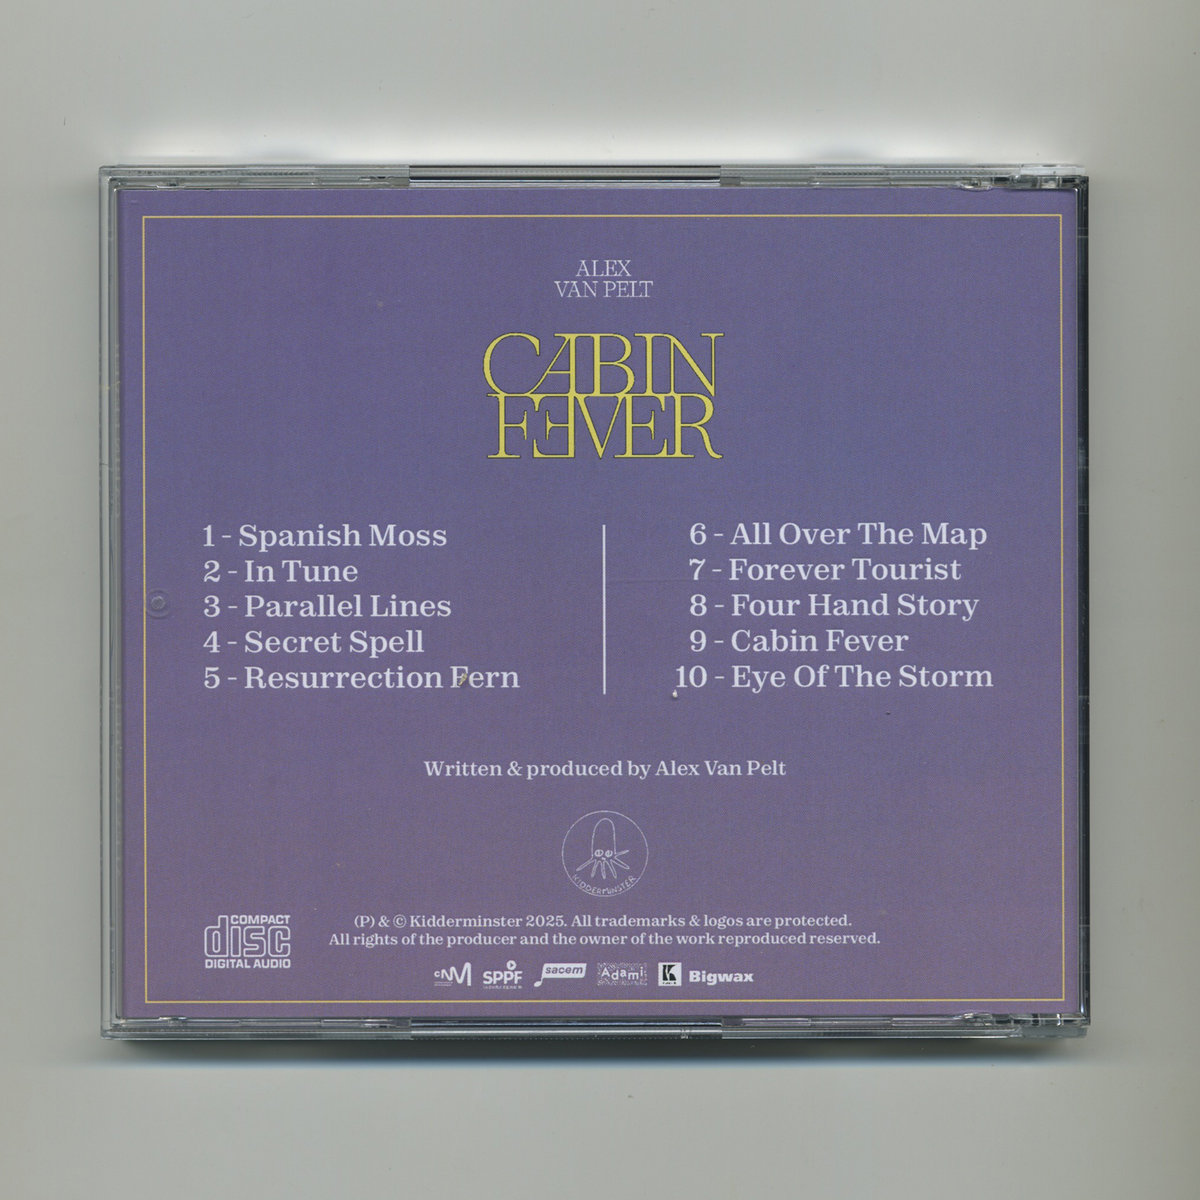 ALEX
VAN PELT
CABIN
FEVER
1 - Spanish Moss
2 - In Tune
3 - Parallel Lines
4 - Secret Spell
5 - Resurrection Fern
6 - All Over The Map
7 - Forever Tourist
8 - Four Hand Story
9 - Cabin Fever
10 - Eye Of The Storm
Written & produced by Alex Van Pelt
KIDDERMINSTER
COMPACT
disc
DIGITAL AUDIO
(P) & © Kidderminster 2025. All trademarks & logos are protected.
All rights of the producer and the owner of the work reproduced reserved.
cNM SPPF sacem Adami K Bigwax